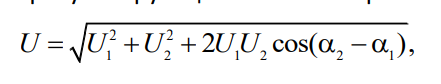 U = √(U₁² + U₂² + 2U₁U₂ cos(α₂ − α₁)),